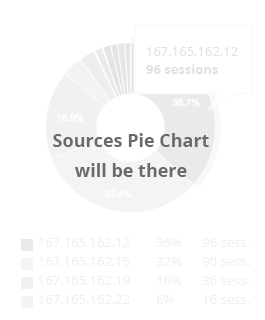 167.165.162.12
96 sessions
36.7%
16.9%
Sources Pie Chart
will be there
32.4%
167.165.162.12 36% 96 sess.
167.165.162.15 32% 90 sess.
167.165.162.19 16% 36 sess.
167.165.162.22 6% 16 sess.